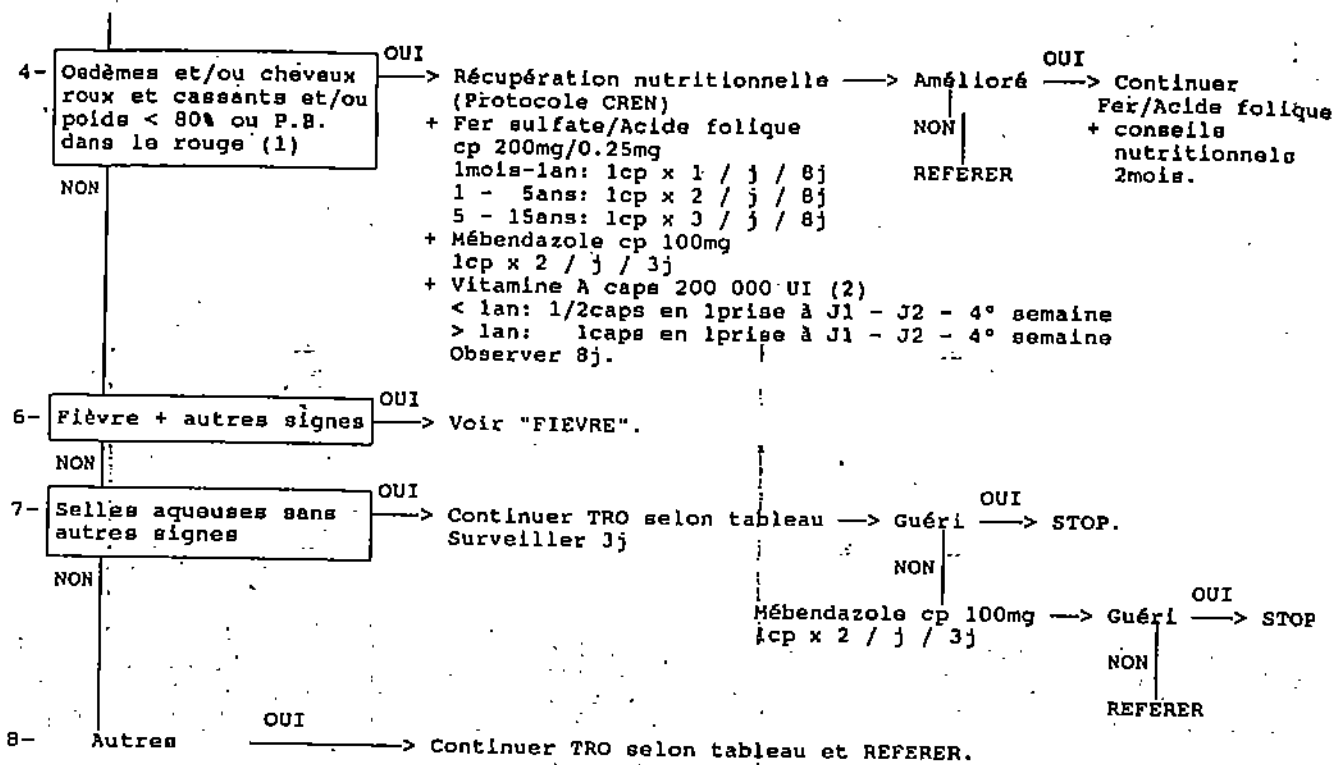 OUI
4- Oedèmes et/ou cheveux
roux et cassants et/ou
poids < 80% ou P.B.
dans le rouge (1)
NON
—> Récupération nutritionnelle —> Amélioré OUI —> Continuer
(Protocole CREN) Fer/Acide folique
+ Fer sulfate/Acide folique NON + conseils
cp 200mg/0.25mg nutritionnels
1mois-1an: 1cp x 1 / j / 8j REFERER 2mois.
1 - 5ans: 1cp x 2 / j / 8j
5 - 15ans: 1cp x 3 / j / 8j
+ Mébendazole cp 100mg
1cp x 2 / j / 3j
+ Vitamine A caps 200 000 UI (2)
< 1an: 1/2caps en 1prise à J1 - J2 - 4° semaine
> 1an: 1caps en 1prise à J1 - J2 - 4° semaine
Observer 8j.
6- Fièvre + autres signes OUI —> Voir "FIEVRE".
NON
7- Selles aqueuses sans OUI —> Continuer TRO selon tableau —> Guéri OUI —> STOP.
autres signes Surveiller 3j
NON NON
Mébendazole cp 100mg —> Guéri OUI —> STOP
1cp x 2 / j / 3j
NON
REFERER
8- Autres OUI —> Continuer TRO selon tableau et REFERER.